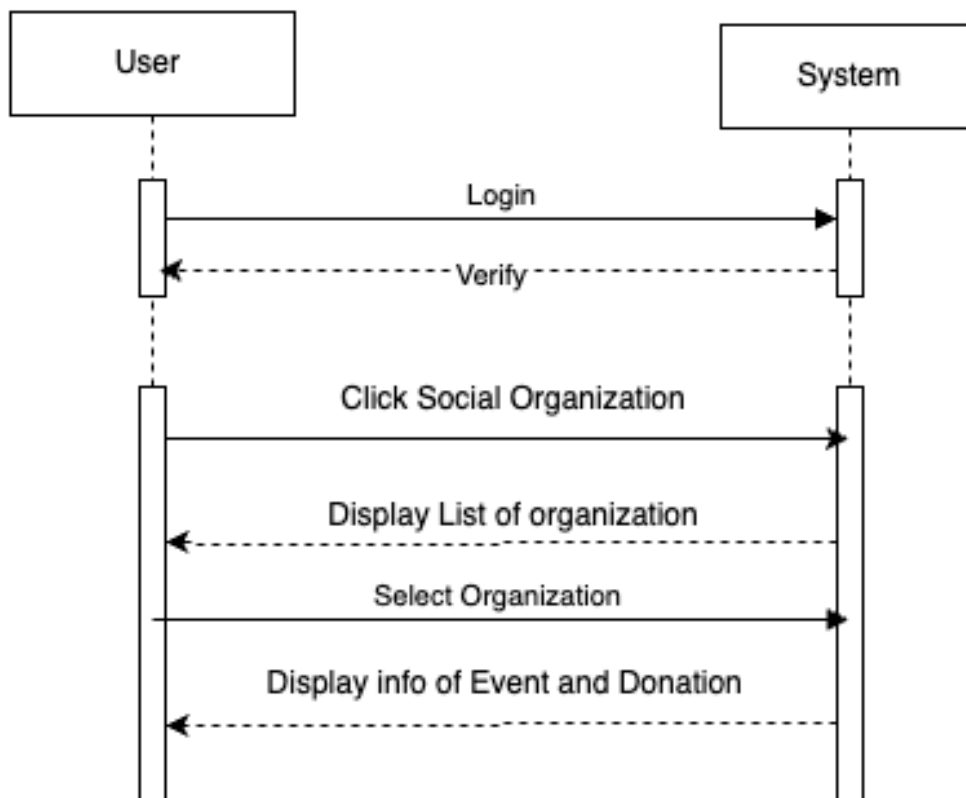 User
System
Login
Verify
Click Social Organization
Display List of organization
Select Organization
Display info of Event and Donation